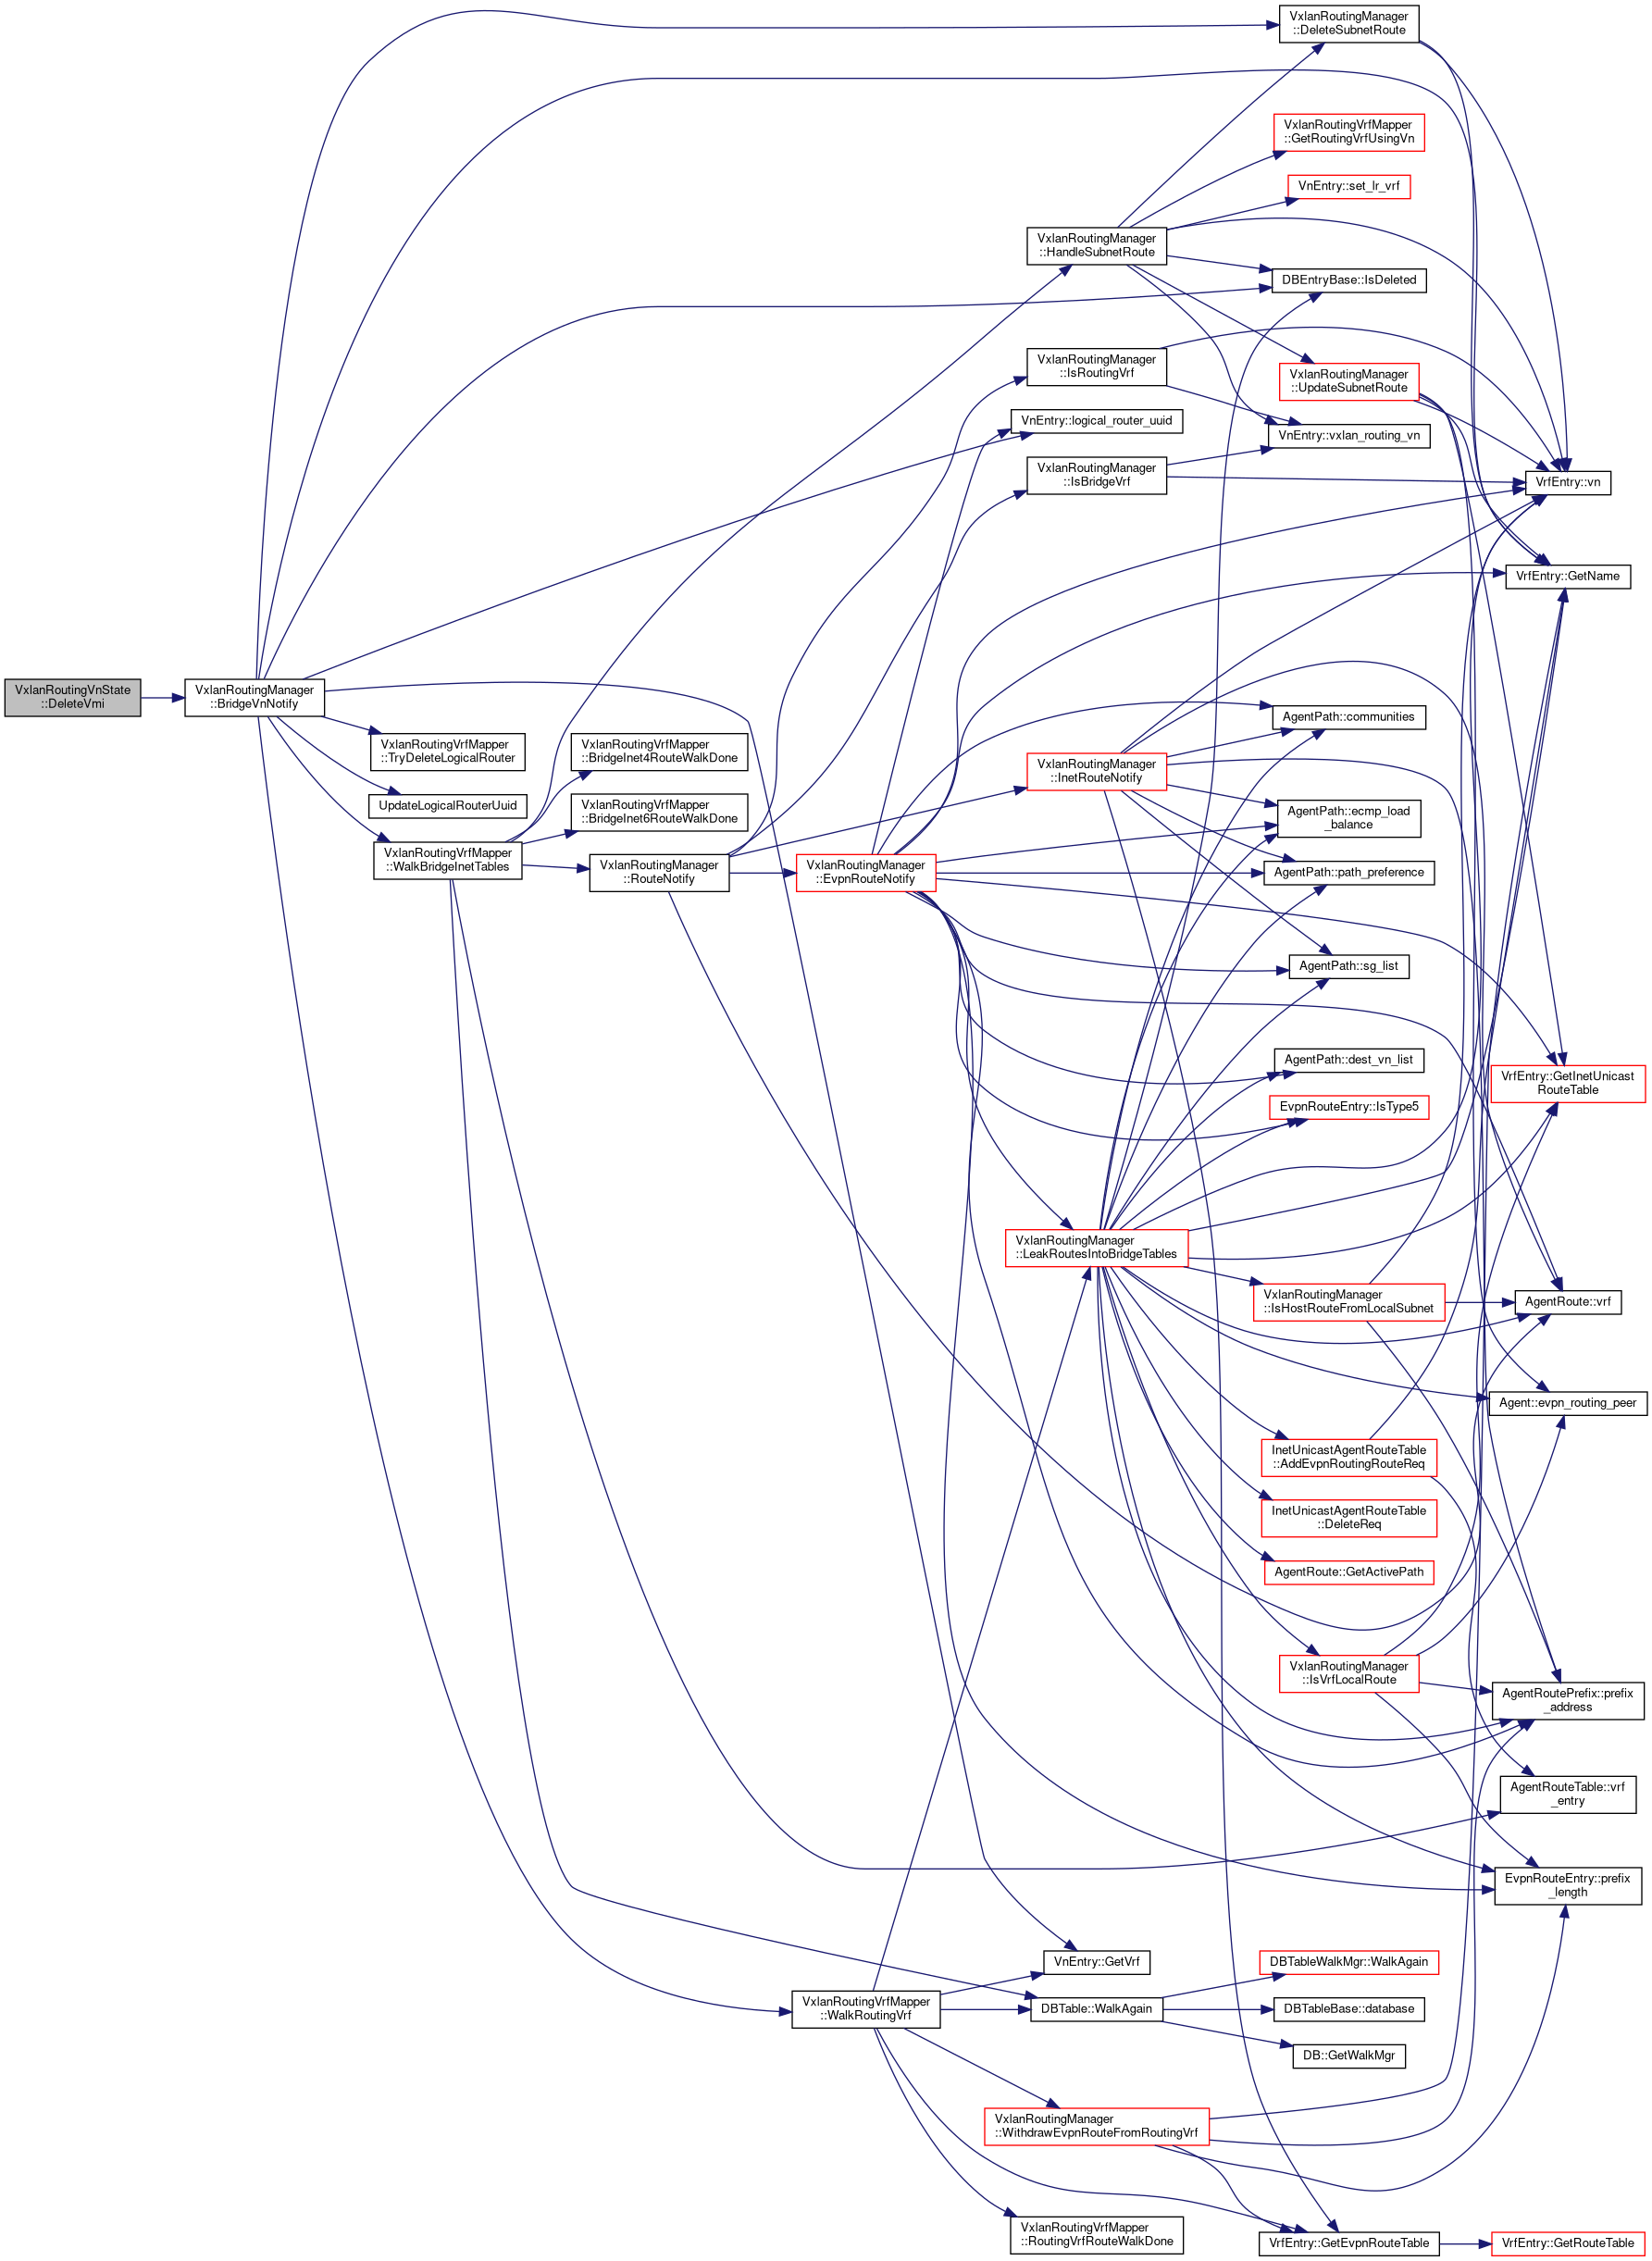 VxlanRoutingVnState
::DeleteVmi
VxlanRoutingManager
::BridgeVnNotify
VxlanRoutingVrfMapper
::TryDeleteLogicalRouter
UpdateLogicalRouterUuid
VxlanRoutingVrfMapper
::WalkBridgeInetTables
VxlanRoutingVrfMapper
::BridgeInet4RouteWalkDone
VxlanRoutingVrfMapper
::BridgeInet6RouteWalkDone
VxlanRoutingManager
::RouteNotify
VxlanRoutingManager
::EvpnRouteNotify
VxlanRoutingVrfMapper
::WalkRoutingVrf
VxlanRoutingManager
::HandleSubnetRoute
VxlanRoutingManager
::IsRoutingVrf
VnEntry::logical_router_uuid
VxlanRoutingManager
::IsBridgeVrf
VxlanRoutingManager
::InetRouteNotify
VxlanRoutingManager
::LeakRoutesIntoBridgeTables
VnEntry::GetVrf
DBTable::WalkAgain
VxlanRoutingManager
::WithdrawEvpnRouteFromRoutingVrf
VxlanRoutingVrfMapper
::RoutingVrfRouteWalkDone
VxlanRoutingManager
::DeleteSubnetRoute
VxlanRoutingVrfMapper
::GetRoutingVrfUsingVn
VnEntry::set_lr_vrf
DBEntryBase::IsDeleted
VxlanRoutingManager
::UpdateSubnetRoute
VnEntry::vxlan_routing_vn
AgentPath::communities
AgentPath::ecmp_load
_balance
AgentPath::path_preference
AgentPath::sg_list
AgentPath::dest_vn_list
EvpnRouteEntry::IsType5
VxlanRoutingManager
::IsHostRouteFromLocalSubnet
InetUnicastAgentRouteTable
::AddEvpnRoutingRouteReq
InetUnicastAgentRouteTable
::DeleteReq
AgentRoute::GetActivePath
VxlanRoutingManager
::IsVrfLocalRoute
DBTableWalkMgr::WalkAgain
DBTableBase::database
DB::GetWalkMgr
VrfEntry::GetEvpnRouteTable
VrfEntry::vn
VrfEntry::GetName
VrfEntry::GetInetUnicast
RouteTable
AgentRoute::vrf
Agent::evpn_routing_peer
AgentRoutePrefix::prefix
_address
AgentRouteTable::vrf
_entry
EvpnRouteEntry::prefix
_length
VrfEntry::GetRouteTable